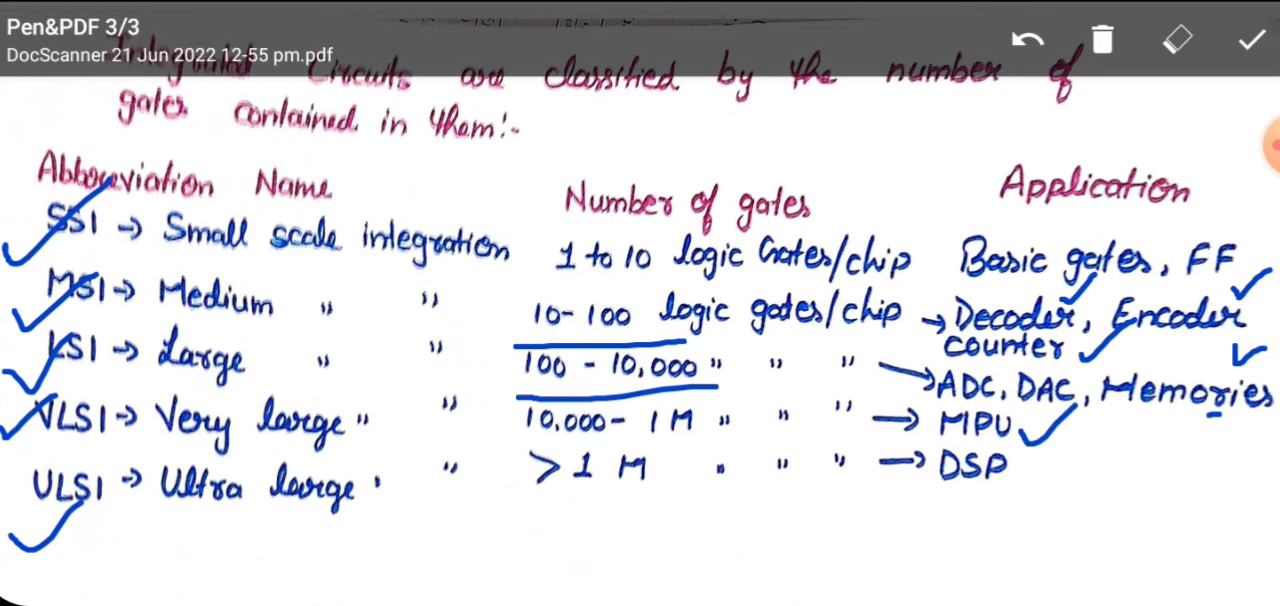 Pen&PDF 3/3
DocScanner 21 Jun 2022 12-55 pm.pdf
Integrated Circuits are classified by the number of
gates contained in them:-
Abbreviation Name Number of gates Application
SSI → Small scale integration 1 to 10 logic Gates/chip Basic gates, FF
MSI → Medium " " 10-100 logic gates/chip → Decoder, Encoder
counter
LSI → Large " " 100 - 10,000 " " " → ADC, DAC, Memories
VLSI → Very large " " 10,000 - 1 M " " " → MPU
ULSI → Ultra large " " > 1 M " " " → DSP